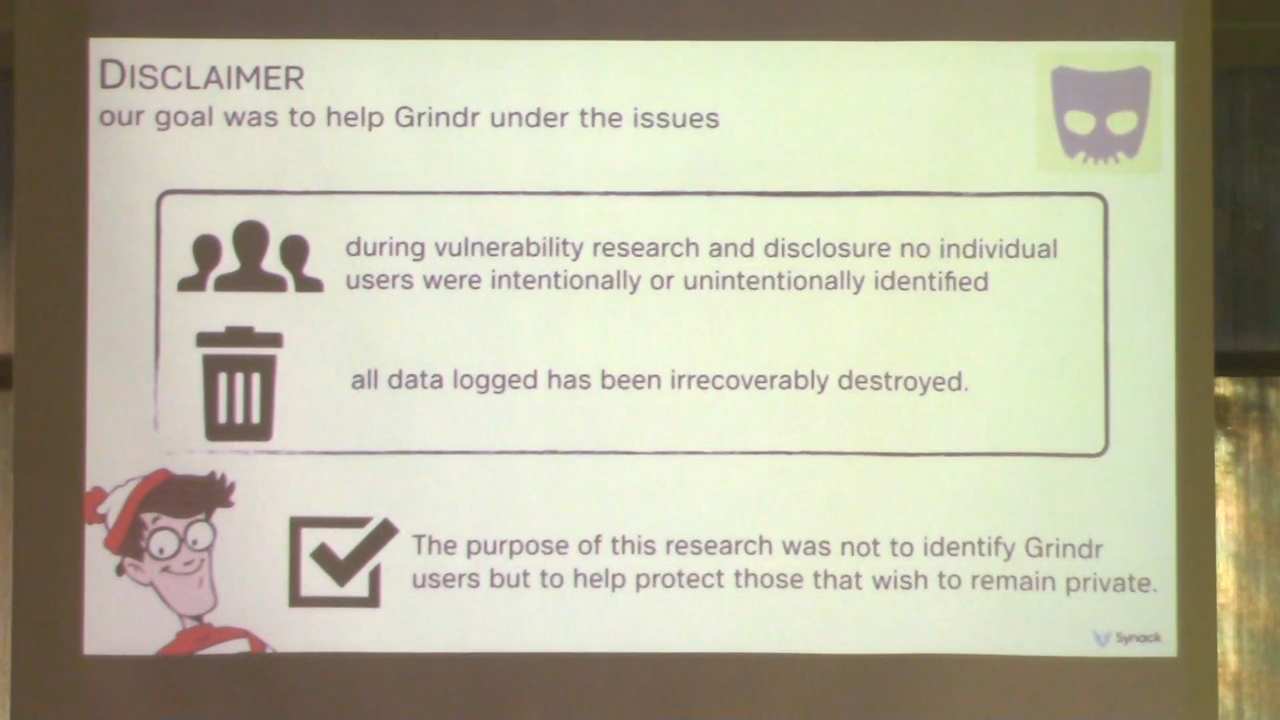 DISCLAIMER
our goal was to help Grindr under the issues
during vulnerability research and disclosure no individual
users were intentionally or unintentionally identified
all data logged has been irrecoverably destroyed.
The purpose of this research was not to identify Grindr
users but to help protect those that wish to remain private.
Synack